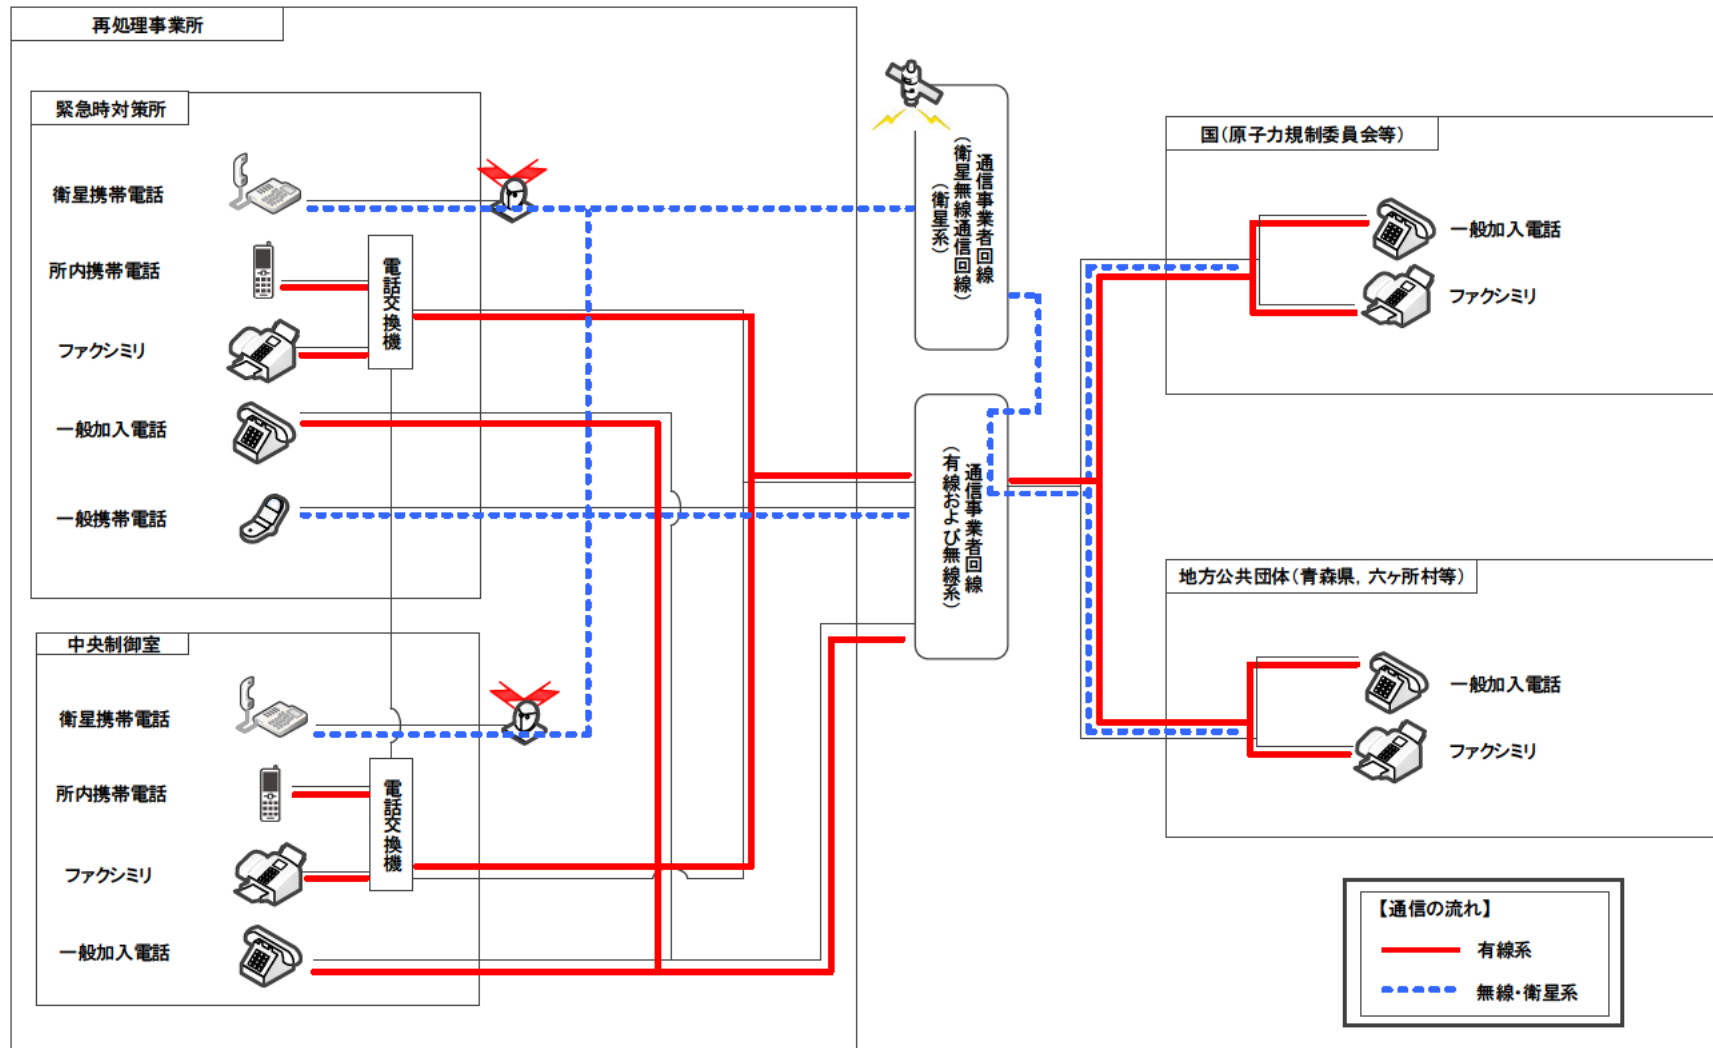 再処理事業所
緊急時対策所
衛星携帯電話
所内携帯電話
ファクシミリ
一般加入電話
一般携帯電話
電話交換機
中央制御室
衛星携帯電話
所内携帯電話
ファクシミリ
一般加入電話
電話交換機
通信事業者回線
(衛星無線通信回線)
(衛星系)
通信事業者回線
(有線および無線系)
国(原子力規制委員会等)
一般加入電話
ファクシミリ
地方公共団体(青森県, 六ヶ所村等)
一般加入電話
ファクシミリ
【通信の流れ】
有線系
無線・衛星系